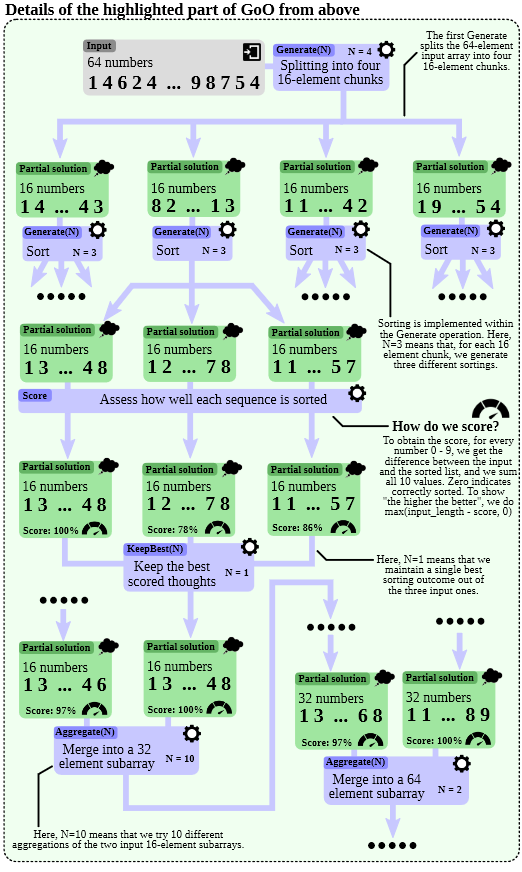 Details of the highlighted part of GoO from above
Input
64 numbers
1 4 6 2 4 ... 9 8 7 5 4
Generate(N) N = 4
Splitting into four
16-element chunks
The first Generate
splits the 64-element
input array into four
16-element chunks.
Partial solution
16 numbers
1 4 ... 4 3
Partial solution
16 numbers
8 2 ... 1 3
Partial solution
16 numbers
1 1 ... 4 2
Partial solution
16 numbers
1 9 ... 5 4
Generate(N)
Sort N = 3
Generate(N)
Sort N = 3
Generate(N)
Sort N = 3
Generate(N)
Sort N = 3
Sorting is implemented within
the Generate operation. Here,
N=3 means that, for each 16
element chunk, we generate
three different sortings.
Partial solution
16 numbers
1 3 ... 4 8
Partial solution
16 numbers
1 2 ... 7 8
Partial solution
16 numbers
1 1 ... 5 7
Score
Assess how well each sequence is sorted
How do we score?
To obtain the score, for every
number 0 - 9, we get the
difference between the input
and the sorted list, and we sum
all 10 values. Zero indicates
correctly sorted. To show
"the higher the better", we do
max(input_length - score, 0)
Partial solution
16 numbers
1 3 ... 4 8
Score: 100%
Partial solution
16 numbers
1 2 ... 7 8
Score: 78%
Partial solution
16 numbers
1 1 ... 5 7
Score: 86%
KeepBest(N)
Keep the best
scored thoughts
N = 1
Here, N=1 means that we
maintain a single best
sorting outcome out of
the three input ones.
Partial solution
16 numbers
1 3 ... 4 6
Score: 97%
Partial solution
16 numbers
1 3 ... 4 8
Score: 100%
Partial solution
32 numbers
1 3 ... 6 8
Score: 97%
Partial solution
32 numbers
1 1 ... 8 9
Score: 100%
Aggregate(N)
Merge into a 32
element subarray
N = 10
Aggregate(N)
Merge into a 64
element subarray
N = 2
Here, N=10 means that we try 10 different
aggregations of the two input 16-element subarrays.